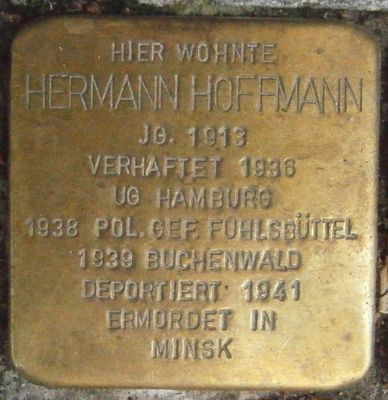 HIER WOHNTE
HERMANN HOFFMANN
JG. 1913
VERHAFTET 1936
UG HAMBURG
1938 POL. GEF. FUHLSBÜTTEL
1939 BUCHENWALD
DEPORTIERT 1941
ERMORDET IN
MINSK